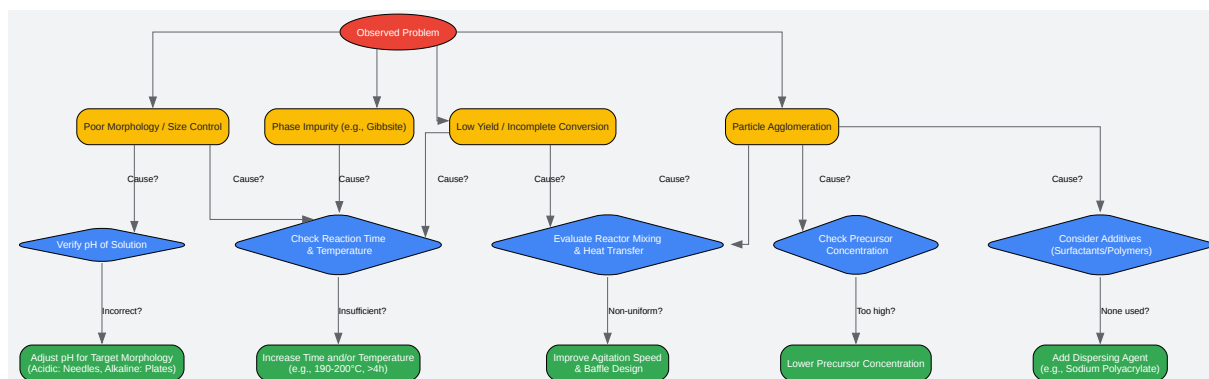 Observed Problem
Poor Morphology / Size Control
Phase Impurity (e.g., Gibbsite)
Low Yield / Incomplete Conversion
Particle Agglomeration
Cause?
Cause?
Cause?
Cause?
Cause?
Cause?
Cause?
Cause?
Verify pH of Solution
Check Reaction Time
& Temperature
Evaluate Reactor Mixing
& Heat Transfer
Check Precursor
Concentration
Consider Additives
(Surfactants/Polymers)
Incorrect?
Insufficient?
Non-uniform?
Too high?
None used?
Adjust pH for Target Morphology
(Acidic: Needles, Alkaline: Plates)
Increase Time and/or Temperature
(e.g., 190-200°C, >4h)
Improve Agitation Speed
& Baffle Design
Lower Precursor Concentration
Add Dispersing Agent
(e.g., Sodium Polyacrylate)